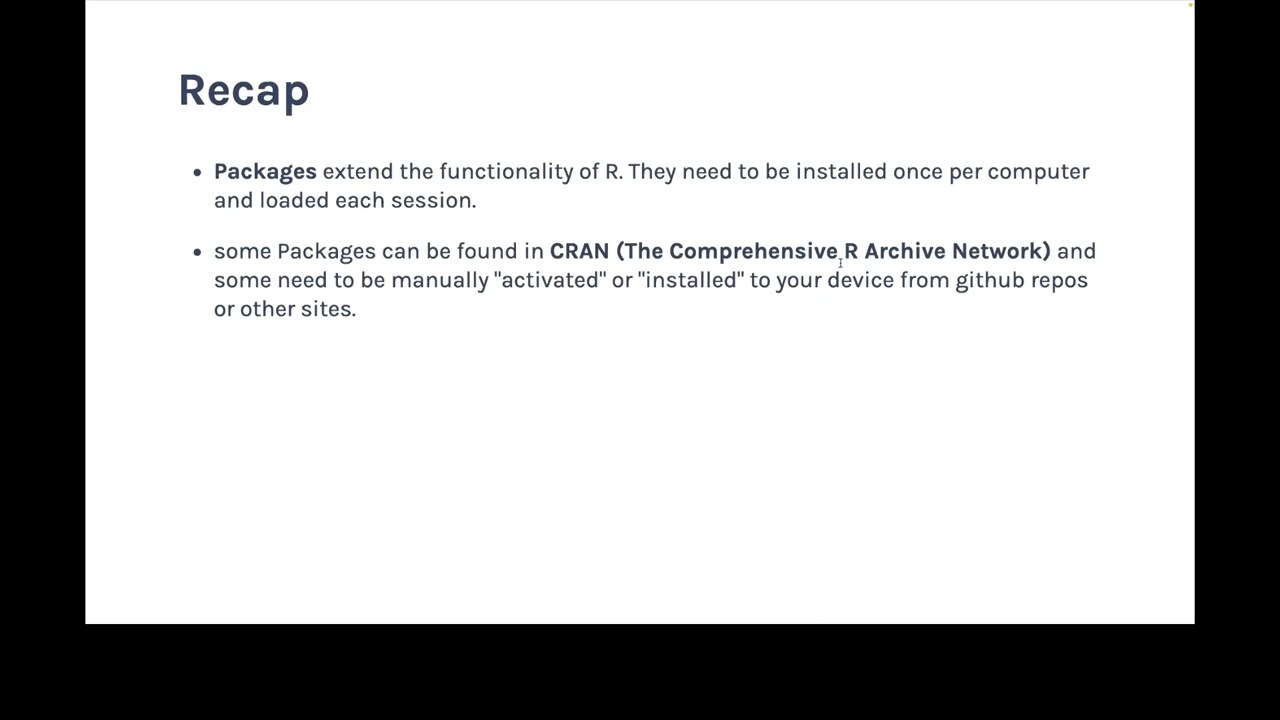 Recap
• Packages extend the functionality of R. They need to be installed once per computer
and loaded each session.
• some Packages can be found in CRAN (The Comprehensive R Archive Network) and
some need to be manually "activated" or "installed" to your device from github repos
or other sites.